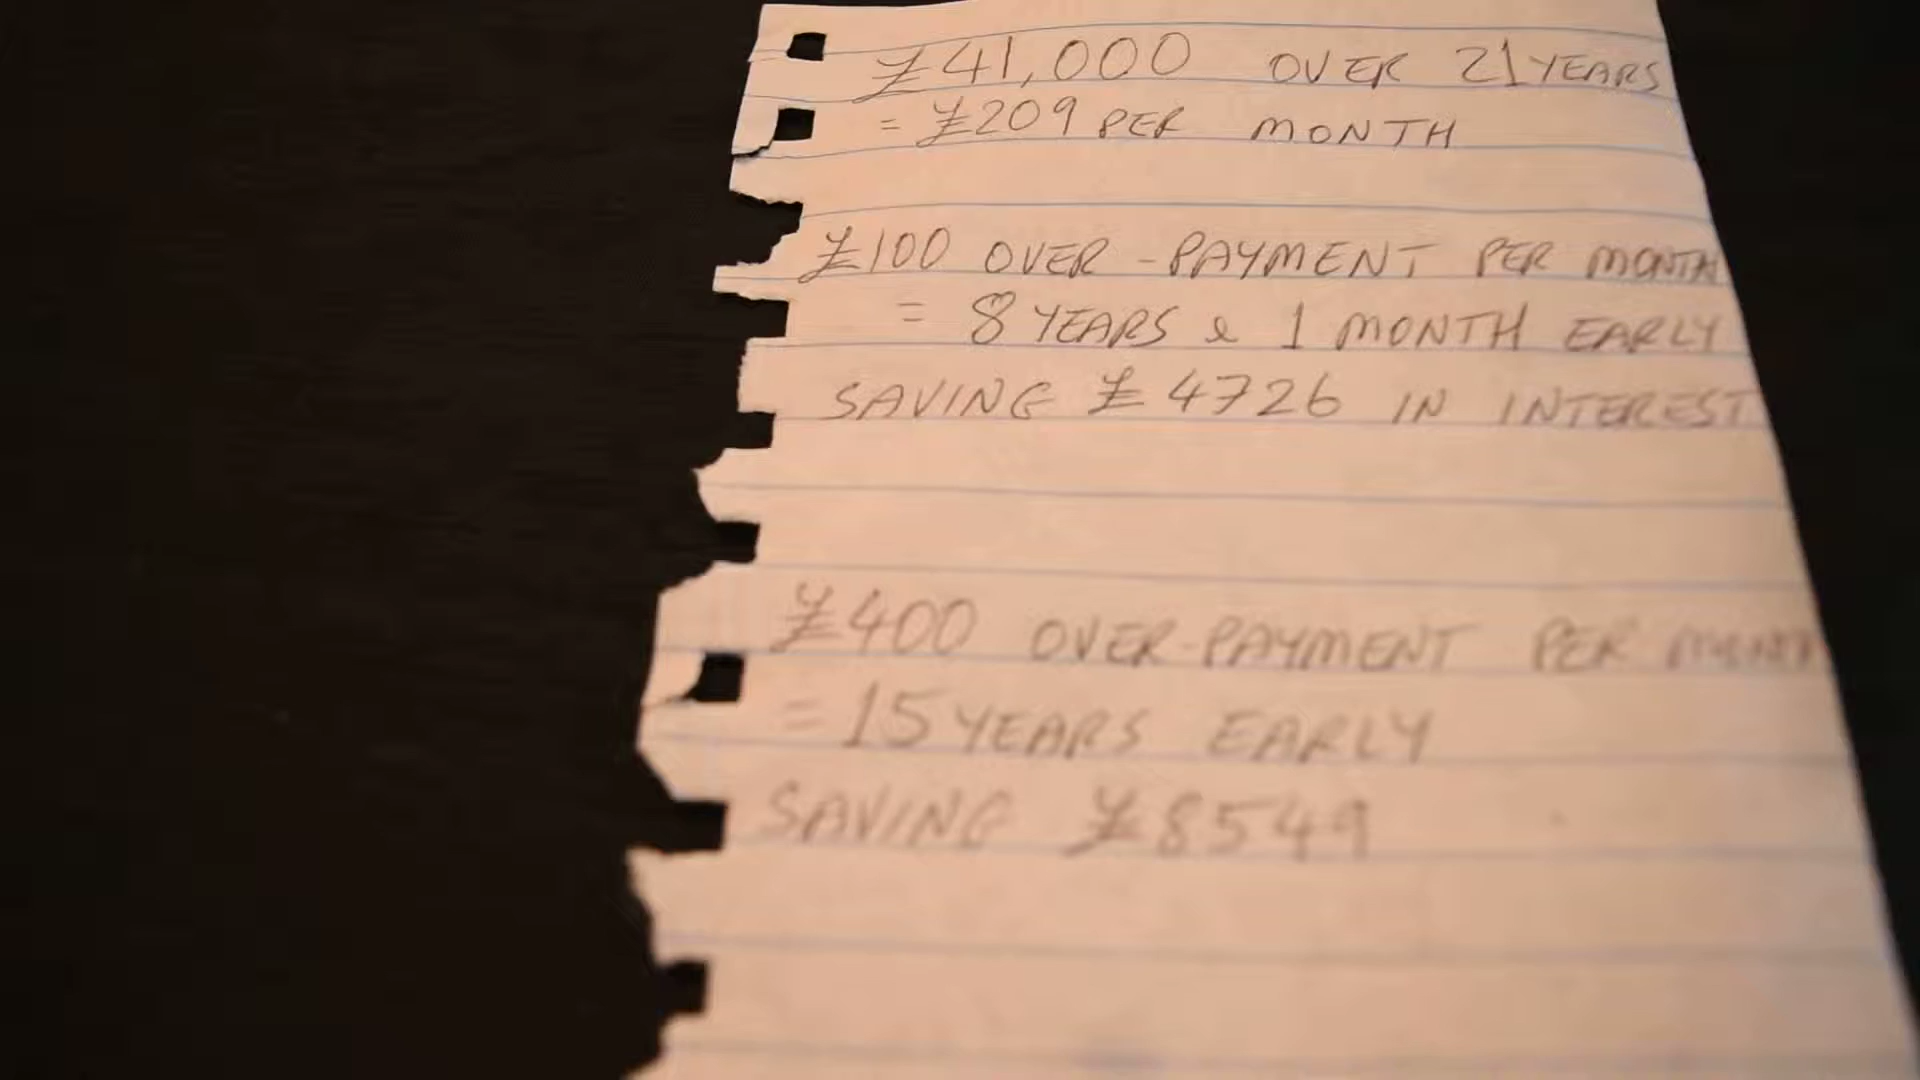 £41,000 OVER 21 YEARS
= £209 PER MONTH
£100 OVER-PAYMENT PER MONTH
= 8 YEARS & 1 MONTH EARLY
SAVING £4726 IN INTEREST
£400 OVER-PAYMENT PER MONTH
= 15 YEARS EARLY
SAVING £8549